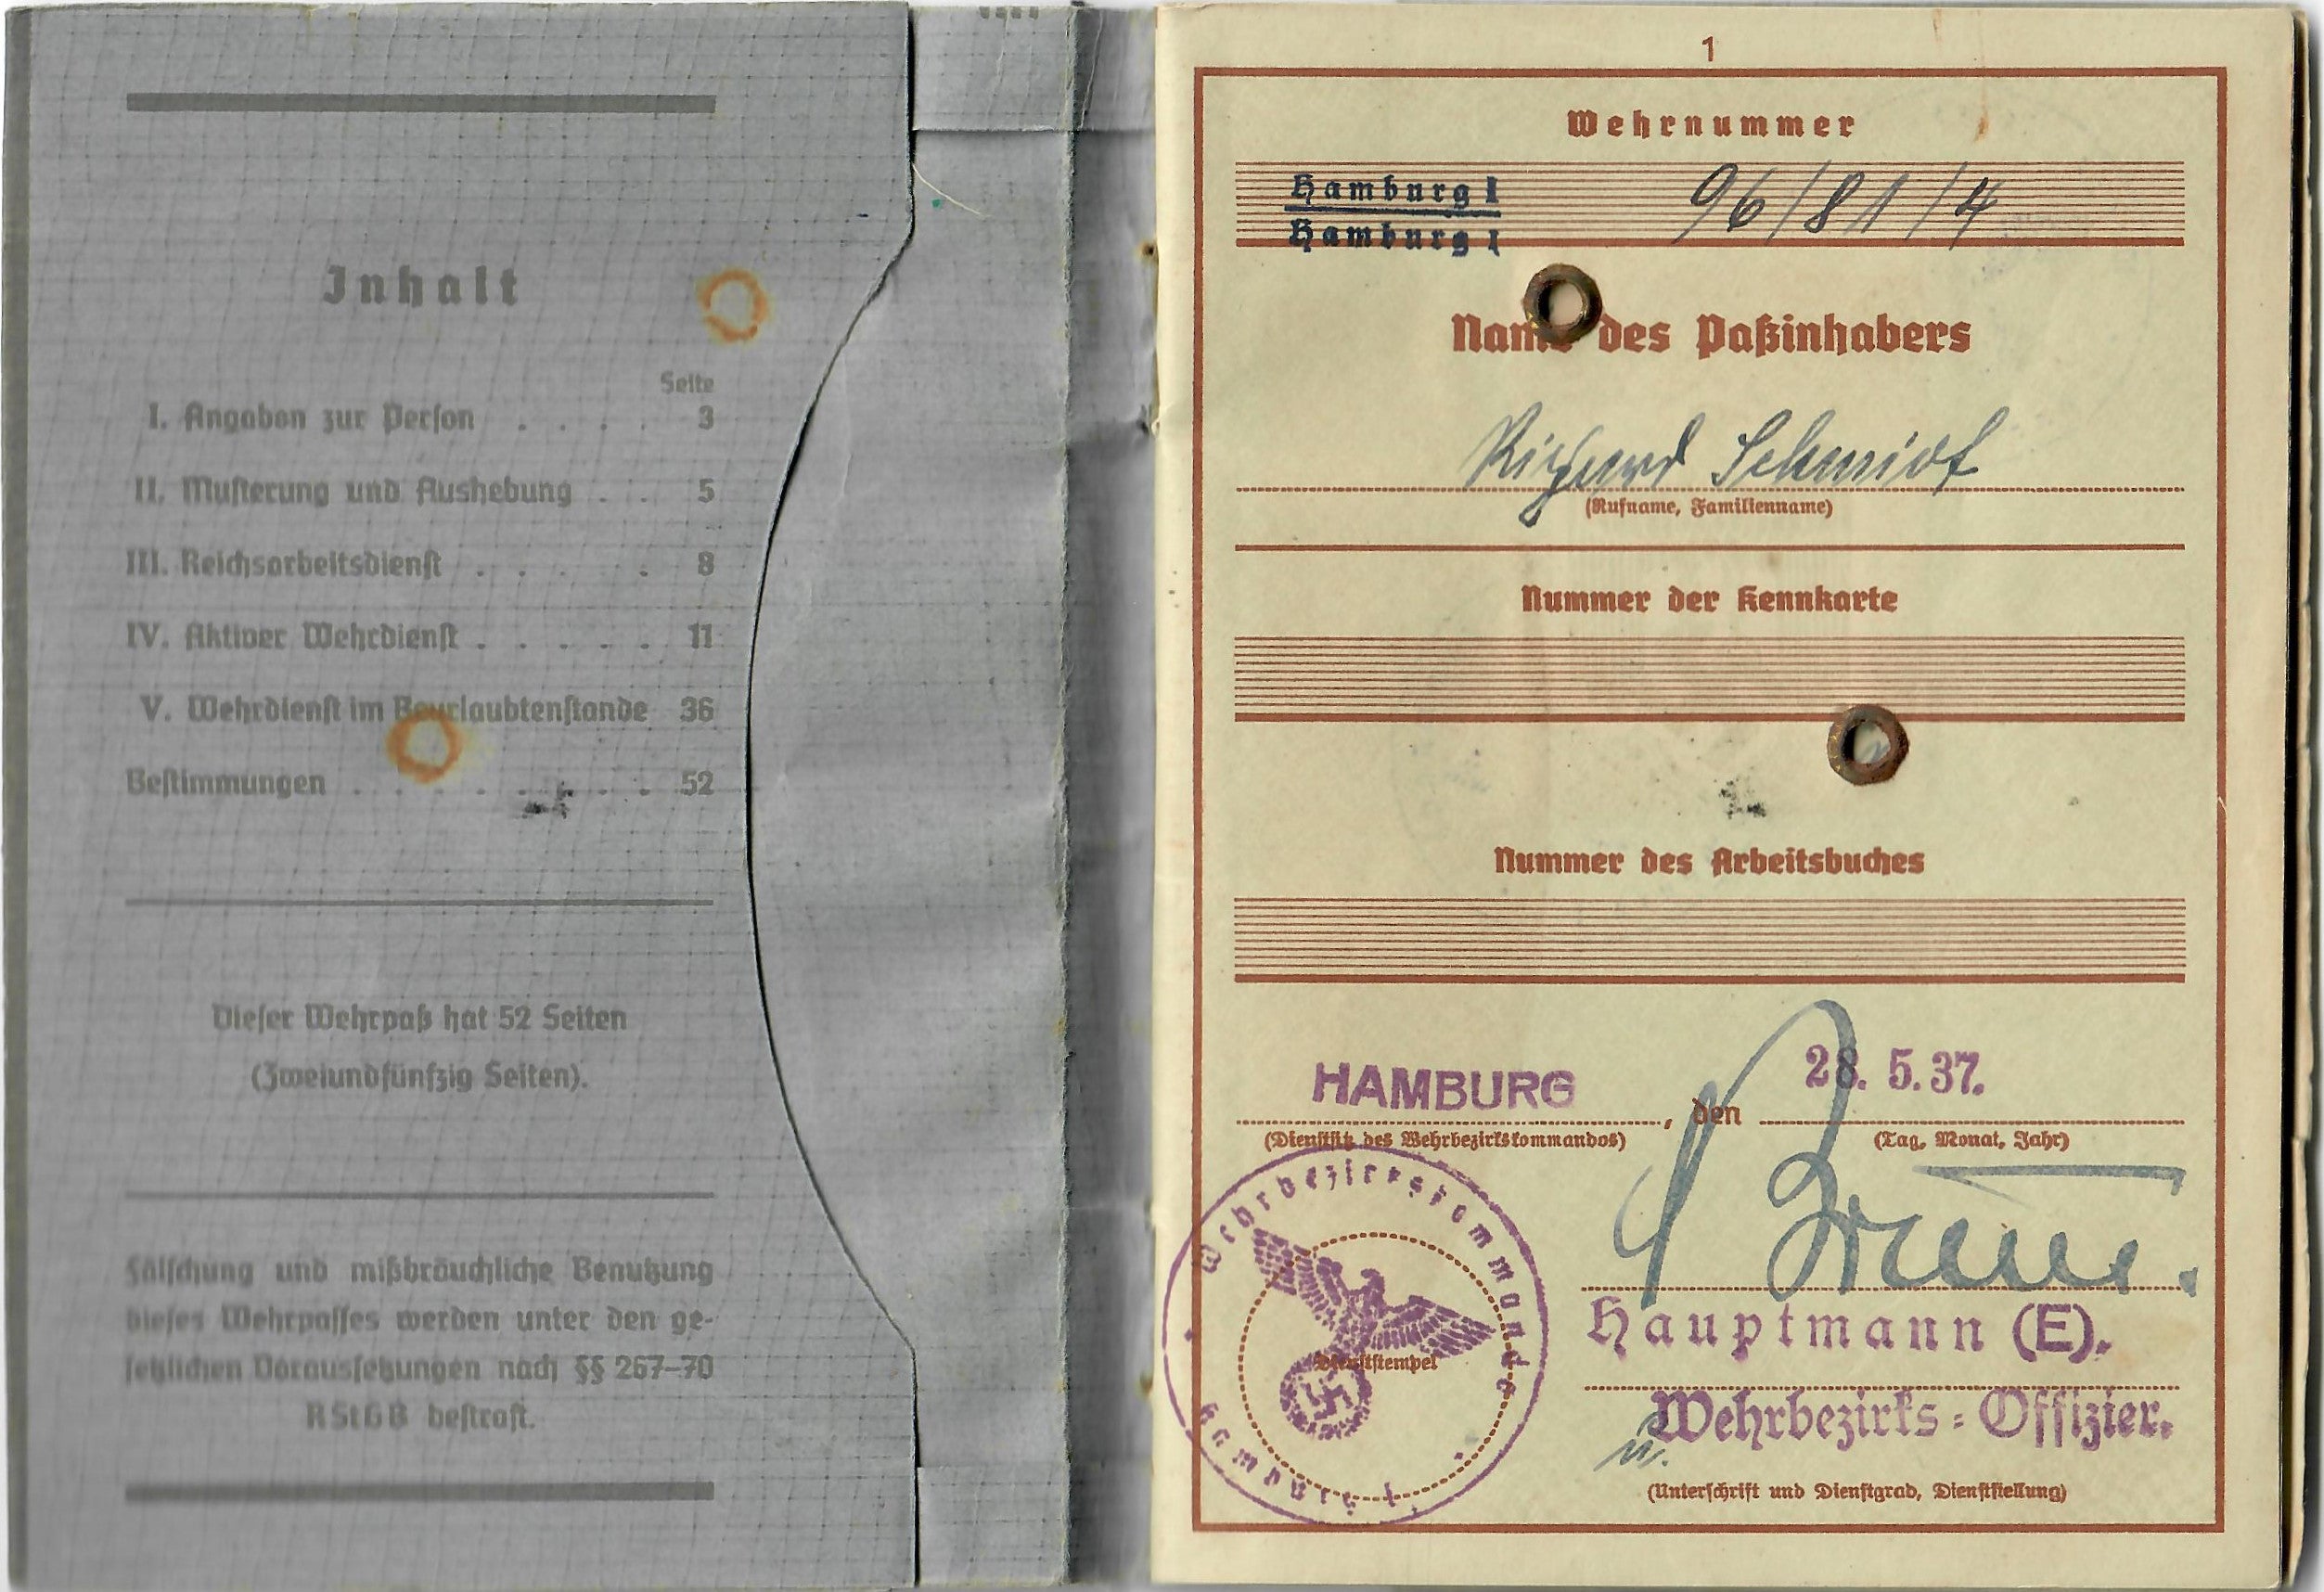 Inhalt
Seite
I. Angaben zur Person . . . . 3
II. Musterung und Aushebung . . 5
III. Reichsarbeitsdienst . . . . 8
IV. Aktiver Wehrdienst . . . . . 11
V. Wehrdienst im Beurlaubtenstande 36
Bestimmungen . . . . . . . . 52
Dieser Wehrpaß hat 52 Seiten
(Zweiundfünfzig Seiten).
Fälschung und mißbräuchliche Benutzung
dieses Wehrpasses werden unter den ge-
setzlichen Voraussetzungen nach §§ 267–70
RStGB bestraft.
1
Wehrnummer
Hamburg I
Hamburg I
96/81/4
Name des Paßinhabers
Richard Schmidt
(Rufname, Familienname)
Nummer der Kennkarte
Nummer des Arbeitsbuches
HAMBURG, den 28. 5. 37.
(Dienstsitz des Wehrbezirkskommandos) (Tag, Monat, Jahr)
Wehrbezirkskommando Hamburg I
Dienststempel
Hauptmann (E).
u. Wehrbezirks=Offizier.
(Unterschrift und Dienstgrad, Dienststellung)